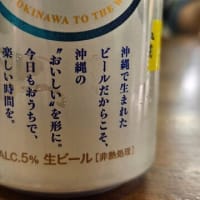 OKINAWA TO THE W
沖縄で生まれた
ビールだからこそ、
沖縄の
“おいしい”を形に。
今日もおうちで、
楽しい時間を。
ALC.5% 生ビール[非熱処理]